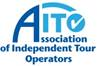 AITO
Association
of Independent Tour
Operators